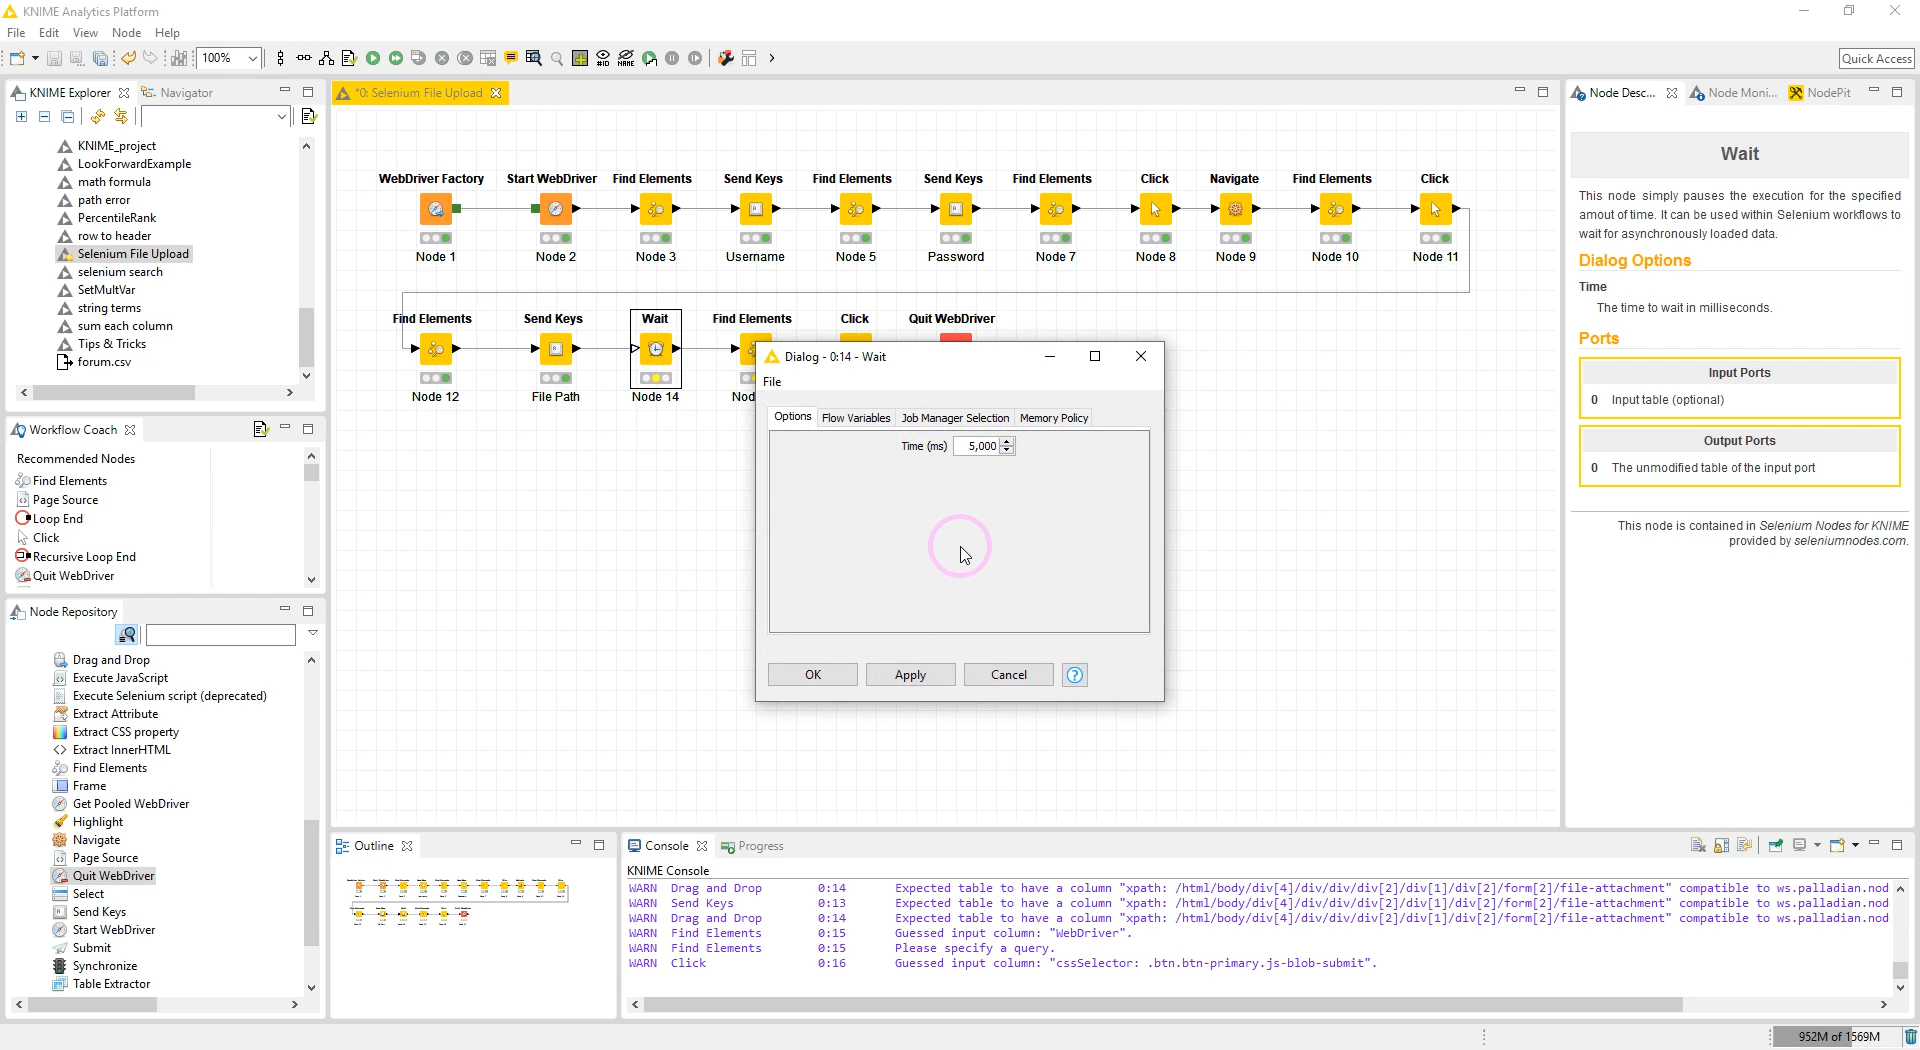 KNIME Analytics Platform
File Edit View Node Help
100%
Quick Access
KNIME Explorer
Navigator
KNIME_project
LookForwardExample
math formula
path error
PercentileRank
row to header
Selenium File Upload
selenium search
SetMultVar
string terms
sum each column
Tips & Tricks
forum.csv
Workflow Coach
Recommended Nodes
Find Elements
Page Source
Loop End
Click
Recursive Loop End
Quit WebDriver
Node Repository
Drag and Drop
Execute JavaScript
Execute Selenium script (deprecated)
Extract Attribute
Extract CSS property
Extract InnerHTML
Find Elements
Frame
Get Pooled WebDriver
Highlight
Navigate
Page Source
Quit WebDriver
Select
Send Keys
Start WebDriver
Submit
Synchronize
Table Extractor
*0: Selenium File Upload
WebDriver Factory Start WebDriver Find Elements Send Keys Find Elements Send Keys Find Elements Click Navigate Find Elements Click
Node 1 Node 2 Node 3 Username Node 5 Password Node 7 Node 8 Node 9 Node 10 Node 11
Find Elements Send Keys Wait Find Elements Click Quit WebDriver
Node 12 File Path Node 14 Nod
Dialog - 0:14 - Wait
File
Options Flow Variables Job Manager Selection Memory Policy
Time (ms) 5,000
OK Apply Cancel ?
Outline
Console
Progress
KNIME Console
WARN Drag and Drop 0:14 Expected table to have a column "xpath: /html/body/div[4]/div/div/div[2]/div[1]/div[2]/form[2]/file-attachment" compatible to ws.palladian.nod
WARN Send Keys 0:13 Expected table to have a column "xpath: /html/body/div[4]/div/div/div[2]/div[1]/div[2]/form[2]/file-attachment" compatible to ws.palladian.nod
WARN Drag and Drop 0:14 Expected table to have a column "xpath: /html/body/div[4]/div/div/div[2]/div[1]/div[2]/form[2]/file-attachment" compatible to ws.palladian.nod
WARN Find Elements 0:15 Guessed input column: "WebDriver".
WARN Find Elements 0:15 Please specify a query.
WARN Click 0:16 Guessed input column: "cssSelector: .btn.btn-primary.js-blob-submit".
Node Desc...
Node Moni...
NodePit
Wait
This node simply pauses the execution for the specified
amout of time. It can be used within Selenium workflows to
wait for asynchronously loaded data.
Dialog Options
Time
The time to wait in milliseconds.
Ports
Input Ports
0 Input table (optional)
Output Ports
0 The unmodified table of the input port
This node is contained in Selenium Nodes for KNIME
provided by seleniumnodes.com.
952M of 1569M